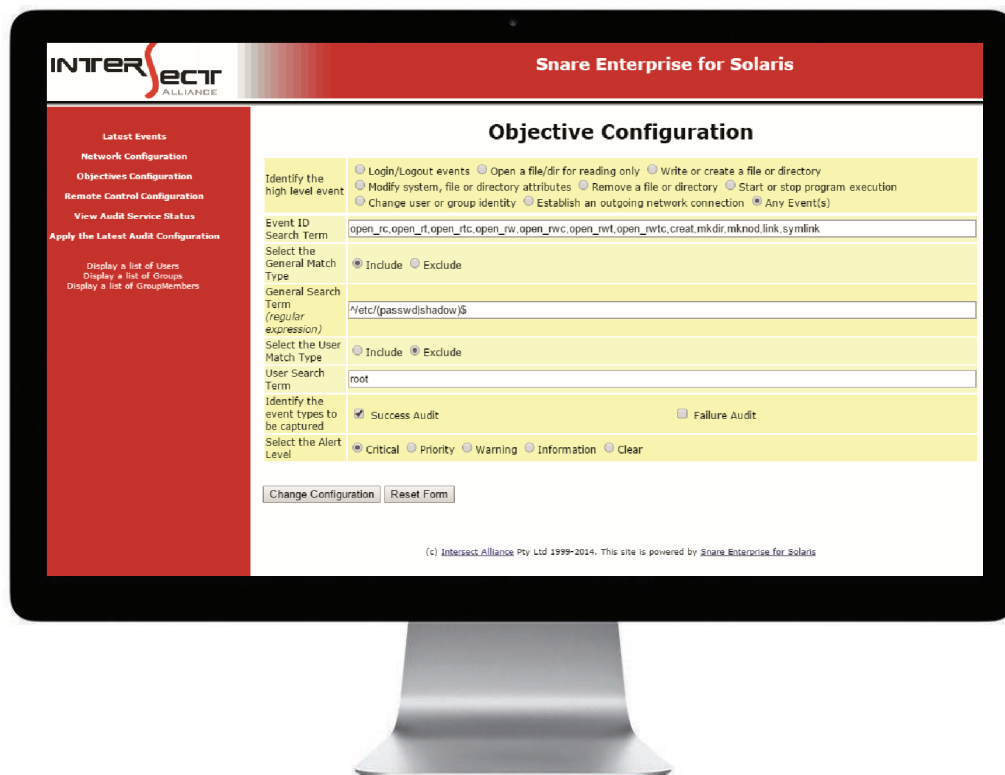 INTERSECT
ALLIANCE
Snare Enterprise for Solaris
Latest Events
Network Configuration
Objectives Configuration
Remote Control Configuration
View Audit Service Status
Apply the Latest Audit Configuration
Display a list of Users
Display a list of Groups
Display a list of GroupMembers
Objective Configuration
Identify the
high level event
Login/Logout events Open a file/dir for reading only Write or create a file or directory
Modify system, file or directory attributes Remove a file or directory Start or stop program execution
Change user or group identity Establish an outgoing network connection Any Event(s)
Event ID
Search Term
open_rc,open_rt,open_rtc,open_rw,open_rwc,open_rwt,open_rwtc,creat,mkdir,mknod,link,symlink
Select the
General Match
Type
Include Exclude
General Search
Term
(regular
expression)
^/etc/(passwd|shadow)$
Select the User
Match Type
Include Exclude
User Search
Term
root
Identify the
event types to
be captured
Success Audit Failure Audit
Select the Alert
Level
Critical Priority Warning Information Clear
Change Configuration Reset Form
(c) Intersect Alliance Pty Ltd 1999-2014. This site is powered by Snare Enterprise for Solaris